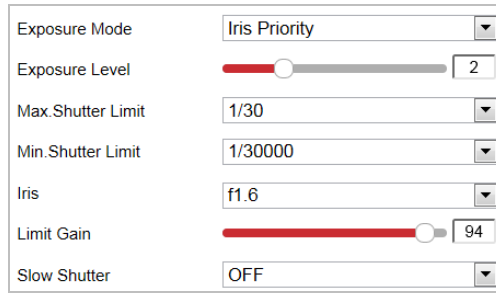 Exposure Mode Iris Priority
Exposure Level 2
Max.Shutter Limit 1/30
Min.Shutter Limit 1/30000
Iris f1.6
Limit Gain 94
Slow Shutter OFF